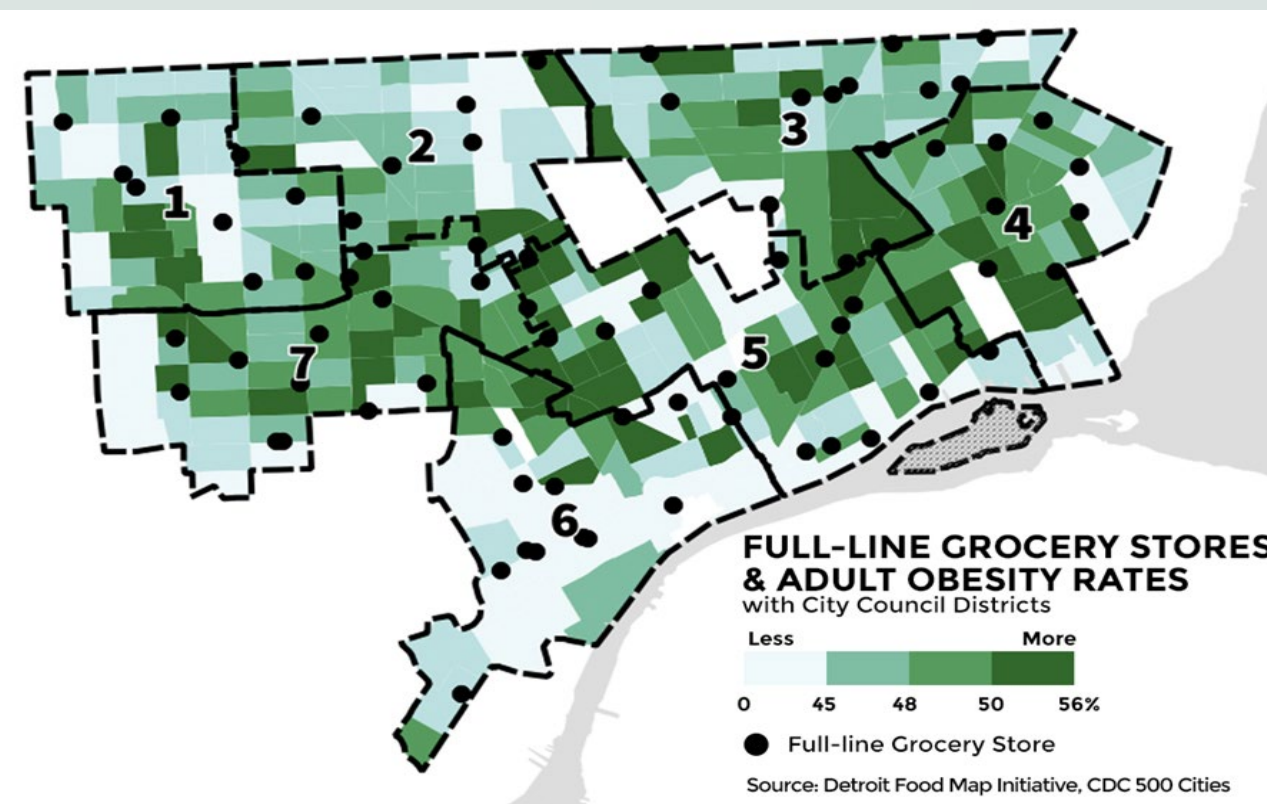 1
2
3
4
5
6
7
FULL-LINE GROCERY STORES
& ADULT OBESITY RATES
with City Council Districts
Less More
0 45 48 50 56%
Full-line Grocery Store
Source: Detroit Food Map Initiative, CDC 500 Cities